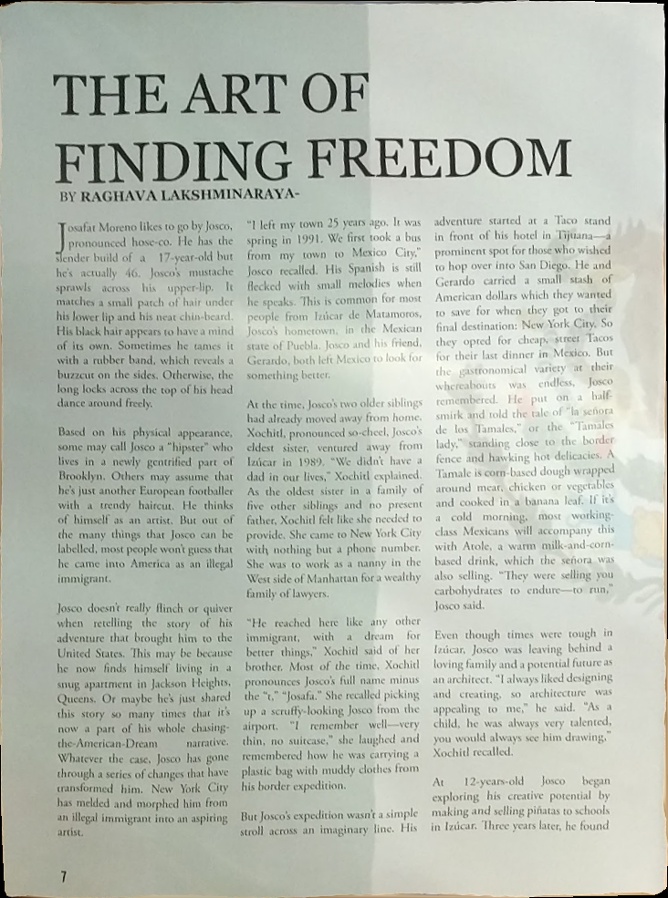 THE ART OF
FINDING FREEDOM
BY RAGHAVA LAKSHMINARAYA-
Josafat Moreno likes to go by Josco,
pronounced hose-co. He has the
slender build of a 17-year-old but
he's actually 46. Josco's mustache
sprawls across his upper-lip. It
matches a small patch of hair under
his lower lip and his neat chin-beard.
His black hair appears to have a mind
of its own. Sometimes he tames it
with a rubber band, which reveals a
buzzcut on the sides. Otherwise, the
long locks across the top of his head
dance around freely.
Based on his physical appearance,
some may call Josco a "hipster" who
lives in a newly gentrified part of
Brooklyn. Others may assume that
he's just another European footballer
with a trendy haircut. He thinks
of himself as an artist. But out of
the many things that Josco can be
labelled, most people won't guess that
he came into America as an illegal
immigrant.
Josco doesn't really flinch or quiver
when retelling the story of his
adventure that brought him to the
United States. This may be because
he now finds himself living in a
snug apartment in Jackson Heights,
Queens. Or maybe he's just shared
this story so many times that it's
now a part of his whole chasing-
the-American-Dream narrative.
Whatever the case, Josco has gone
through a series of changes that have
transformed him. New York City
has melded and morphed him from
an illegal immigrant into an aspiring
artist.
"I left my town 25 years ago. It was
spring in 1991. We first took a bus
from my town to Mexico City,"
Josco recalled. His Spanish is still
flecked with small melodies when
he speaks. This is common for most
people from Izúcar de Matamoros,
Josco's hometown, in the Mexican
state of Puebla. Josco and his friend,
Gerardo, both left Mexico to look for
something better.
At the time, Josco's two older siblings
had already moved away from home.
Xochitl, pronounced so-cheel, Josco's
eldest sister, ventured away from
Izúcar in 1989. "We didn't have a
dad in our lives," Xochitl explained.
As the oldest sister in a family of
five other siblings and no present
father, Xochitl felt like she needed to
provide. She came to New York City
with nothing but a phone number.
She was to work as a nanny in the
West side of Manhattan for a wealthy
family of lawyers.
"He reached here like any other
immigrant, with a dream for
better things," Xochitl said of her
brother. Most of the time, Xochitl
pronounces Josco's full name minus
the "t," "Josafa." She recalled picking
up a scruffy-looking Josco from the
airport. "I remember well—very
thin, no suitcase," she laughed and
remembered how he was carrying a
plastic bag with muddy clothes from
his border expedition.
But Josco's expedition wasn't a simple
stroll across an imaginary line. His
adventure started at a Taco stand
in front of his hotel in Tijuana—a
prominent spot for those who wished
to hop over into San Diego. He and
Gerardo carried a small stash of
American dollars which they wanted
to save for when they got to their
final destination: New York City. So
they opted for cheap, street Tacos
for their last dinner in Mexico. But
the gastronomical variety at their
whereabouts was endless, Josco
remembered. He put on a half-
smirk and told the tale of "la señora
de los Tamales," or the "Tamales
lady," standing close to the border
fence and hawking hot delicacies. A
Tamale is corn-based dough wrapped
around meat, chicken or vegetables
and cooked in a banana leaf. If it's
a cold morning, most working-
class Mexicans will accompany this
with Atole, a warm milk-and-corn-
based drink, which the señora was
also selling. "They were selling you
carbohydrates to endure—to run,"
Josco said.
Even though times were tough in
Izúcar, Josco was leaving behind a
loving family and a potential future as
an architect. "I always liked designing
and creating, so architecture was
appealing to me," he said. "As a
child, he was always very talented,
you would always see him drawing,"
Xochitl recalled.
At 12-years-old Josco began
exploring his creative potential by
making and selling piñatas to schools
in Izúcar. Three years later, he found
7